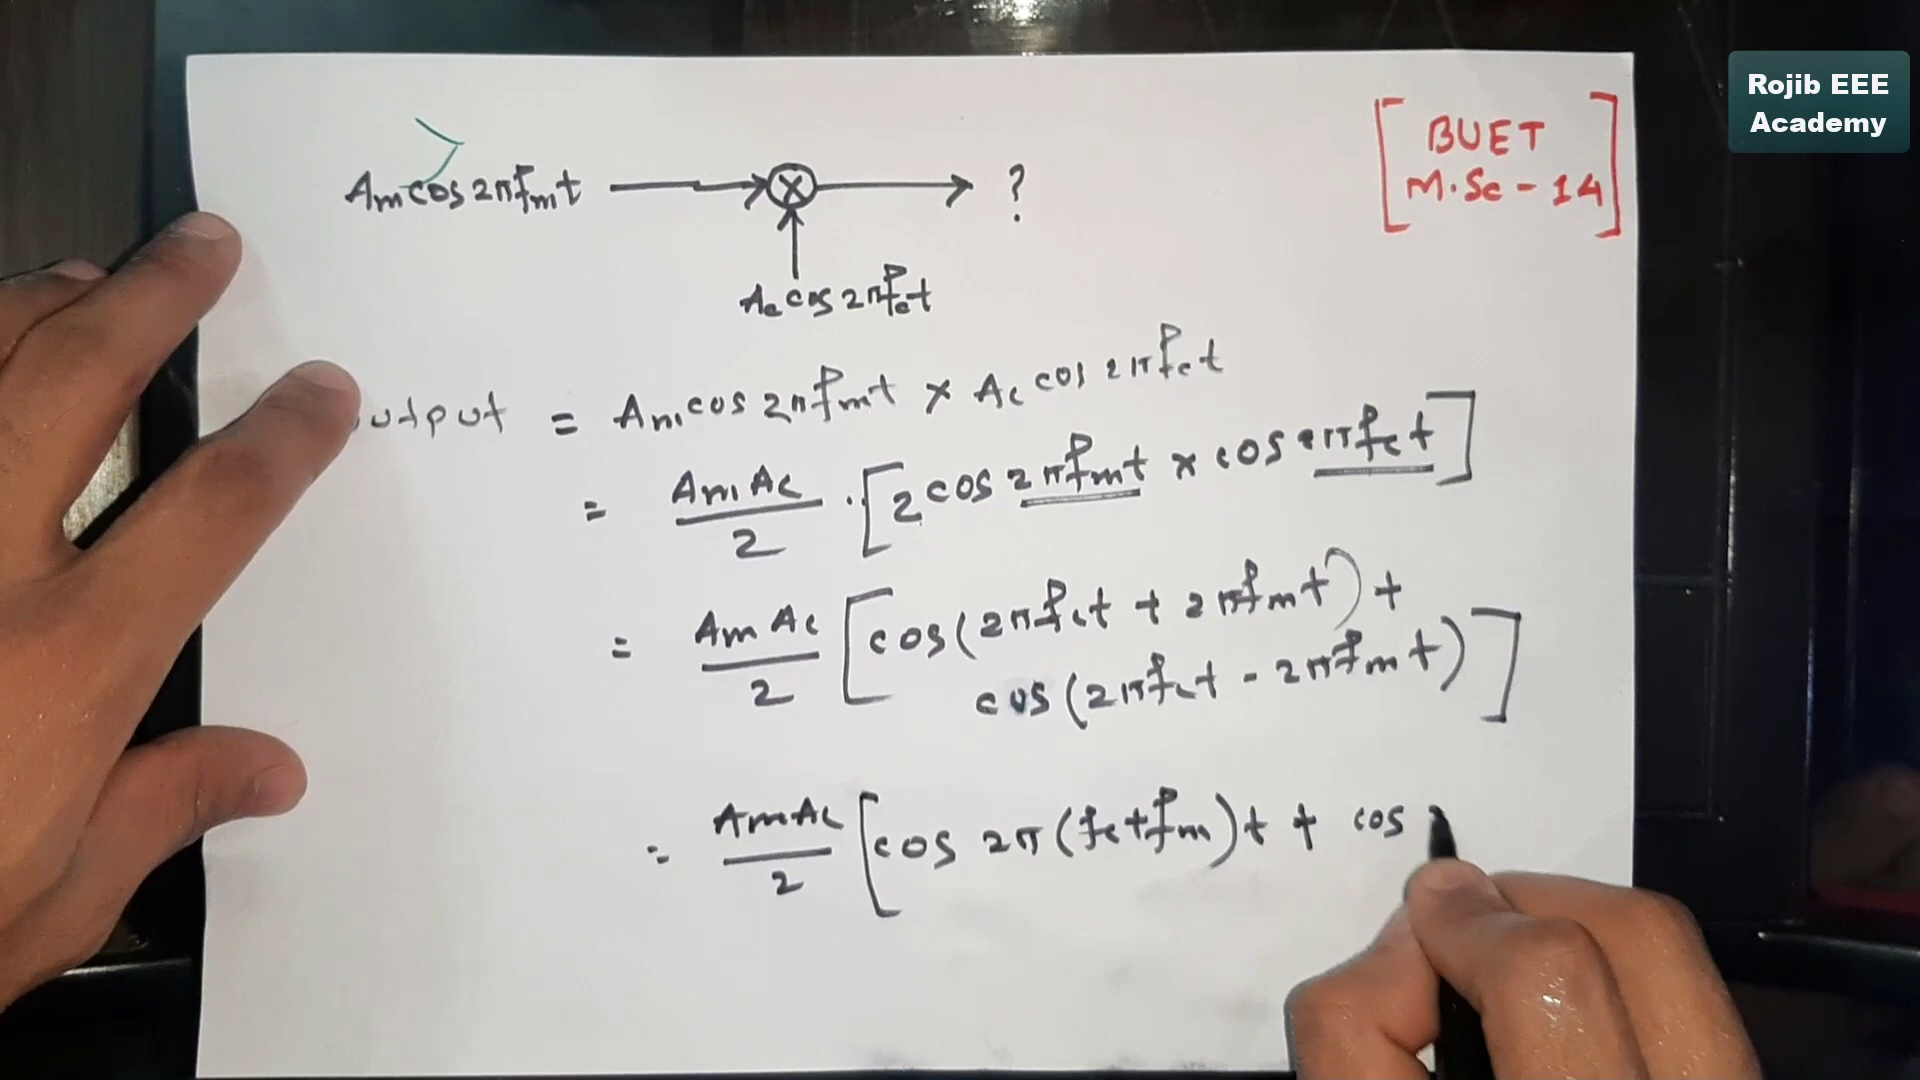 Rojib EEE
Academy
[BUET
M.Sc - 14]
Am cos 2πfmt → ⊗ → ?
Ac cos 2πfct
utput = Am cos 2πfmt × Ac cos 2πfct
= AmAc/2 · [2 cos 2πfmt × cos 2πfct]
= AmAc/2 [cos(2πfct + 2πfmt) +
cos(2πfct - 2πfmt)]
= AmAc/2 [cos 2π(fc+fm)t + cos